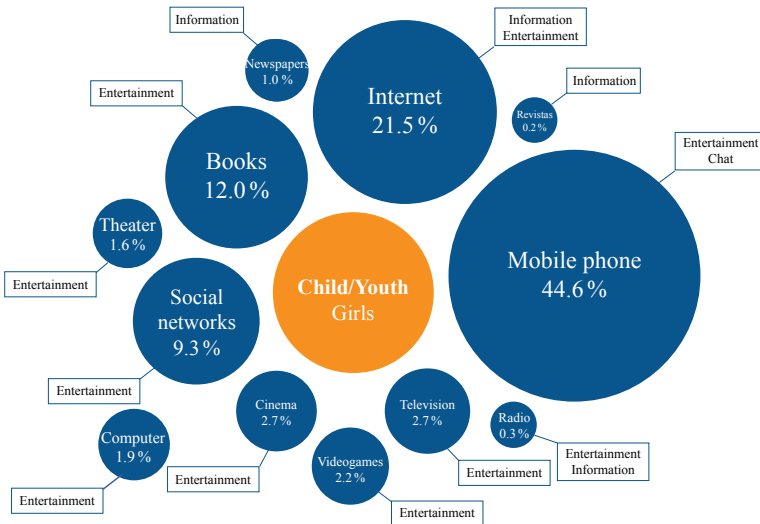 Information
Newspapers
1.0 %
Information
Entertainment
Internet
21.5 %
Information
Revistas
0.2 %
Entertainment
Books
12.0 %
Entertainment
Chat
Mobile phone
44.6 %
Theater
1.6 %
Entertainment
Child/Youth
Girls
Social
networks
9.3 %
Entertainment
Cinema
2.7 %
Entertainment
Television
2.7 %
Entertainment
Radio
0.3 %
Entertainment
Information
Computer
1.9 %
Entertainment
Videogames
2.2 %
Entertainment